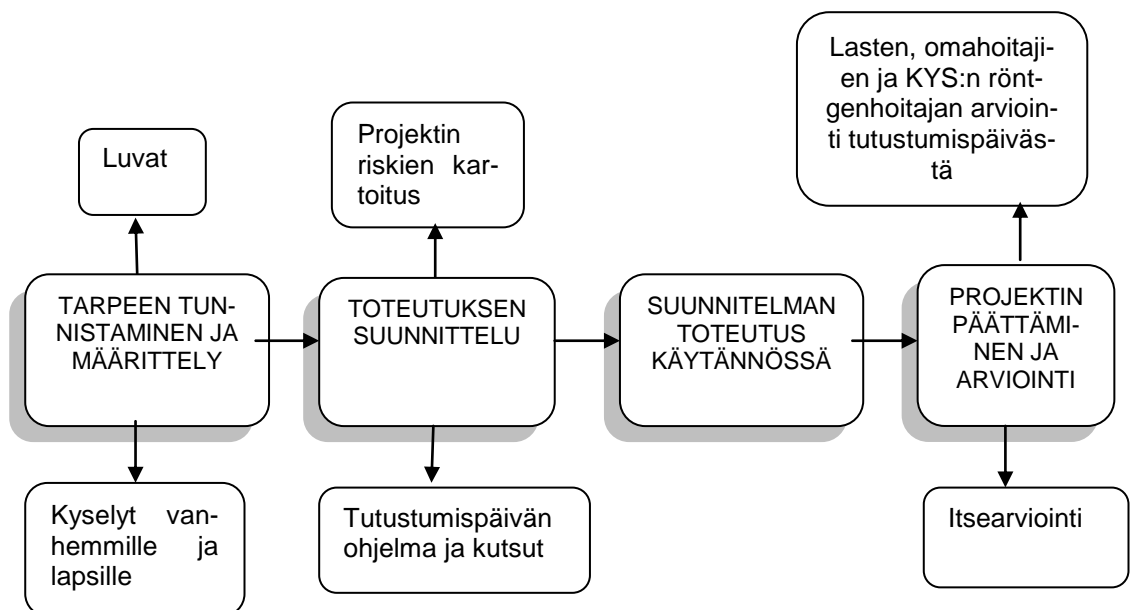 Lasten, omahoitaji-
en ja KYS:n rönt-
genhoitajan arvioin-
ti tutustumispäiväs-
tä
Luvat
Projektin
riskien kar-
toitus
TARPEEN TUN-
NISTAMINEN JA
MÄÄRITTELY
TOTEUTUKSEN
SUUNNITTELU
SUUNNITELMAN
TOTEUTUS
KÄYTÄNNÖSSÄ
PROJEKTIN
PÄÄTTÄMI-
NEN JA
ARVIOINTI
Kyselyt van-
hemmille ja
lapsille
Tutustumispäivän
ohjelma ja kutsut
Itsearviointi